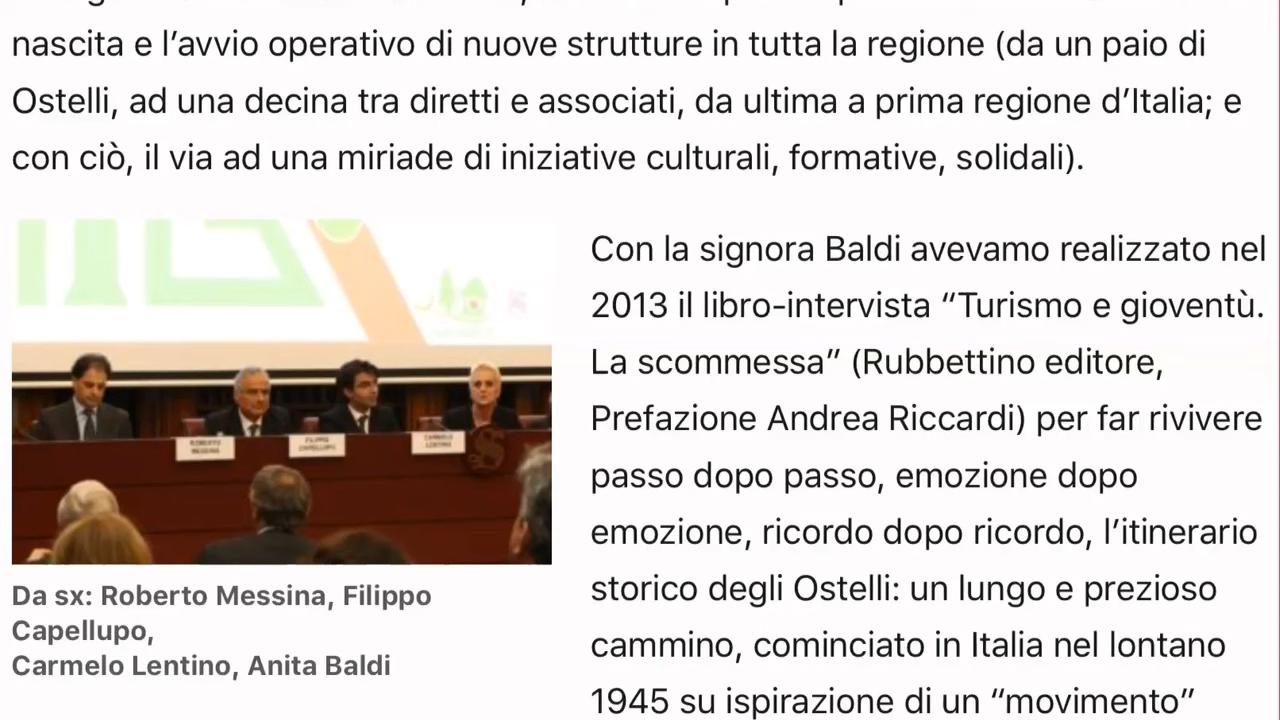 nascita e l’avvio operativo di nuove strutture in tutta la regione (da un paio di
Ostelli, ad una decina tra diretti e associati, da ultima a prima regione d’Italia; e
con ciò, il via ad una miriade di iniziative culturali, formative, solidali).
Con la signora Baldi avevamo realizzato nel
2013 il libro-intervista “Turismo e gioventù.
La scommessa” (Rubbettino editore,
Prefazione Andrea Riccardi) per far rivivere
passo dopo passo, emozione dopo
emozione, ricordo dopo ricordo, l’itinerario
storico degli Ostelli: un lungo e prezioso
cammino, cominciato in Italia nel lontano
1945 su ispirazione di un “movimento”
ROBERTO
MESSINA
FILIPPO
CAPELLUPO
CARMELO
LENTINO
Da sx: Roberto Messina, Filippo
Capellupo,
Carmelo Lentino, Anita Baldi